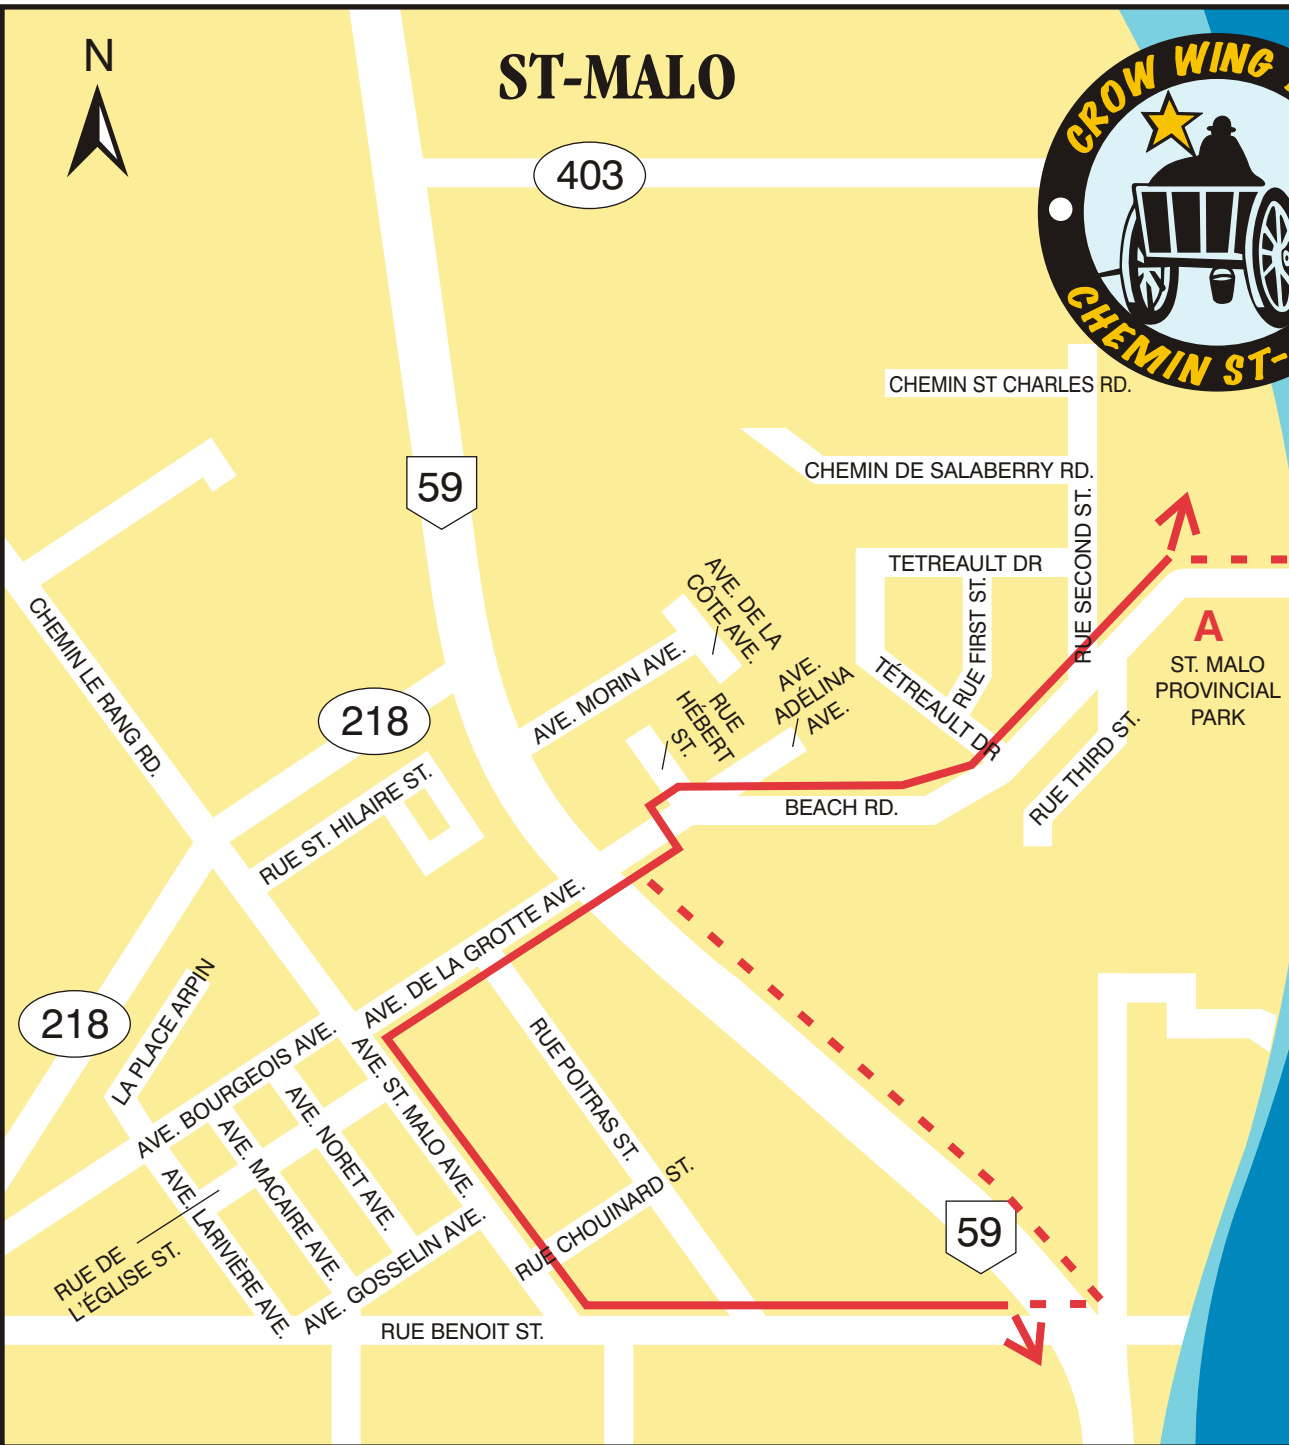 N
ST-MALO
CROW WING
CHEMIN ST-
403
CHEMIN ST CHARLES RD.
59
CHEMIN DE SALABERRY RD.
RUE SECOND ST.
TETREAULT DR
AVE. DE LA
CÔTE AVE.
RUE FIRST ST.
CHEMIN LE RANG RD.
A
ST. MALO
PROVINCIAL
PARK
AVE. MORIN AVE.
AVE.
ADÉLINA
AVE.
TÉTREAULT DR
218
RUE
HÉBERT
ST.
RUE THIRD ST.
RUE ST. HILAIRE ST.
BEACH RD.
AVE. DE LA GROTTE AVE.
LA PLACE ARPIN
218
AVE. BOURGEOIS AVE.
RUE POITRAS ST.
AVE. ST. MALO AVE.
AVE. NORET AVE.
AVE. MACAIRE AVE.
AVE. LARIVIÈRE AVE.
RUE CHOUINARD ST.
59
AVE. GOSSELIN AVE.
RUE DE
L'ÉGLISE ST.
RUE BENOIT ST.